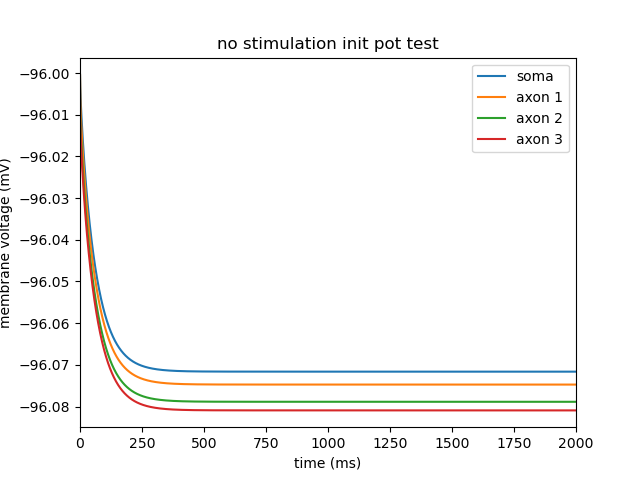 no stimulation init pot test
−96.00
−96.01
−96.02
−96.03
−96.04
−96.05
−96.06
−96.07
−96.08
membrane voltage (mV)
soma
axon 1
axon 2
axon 3
0 250 500 750 1000 1250 1500 1750 2000
time (ms)